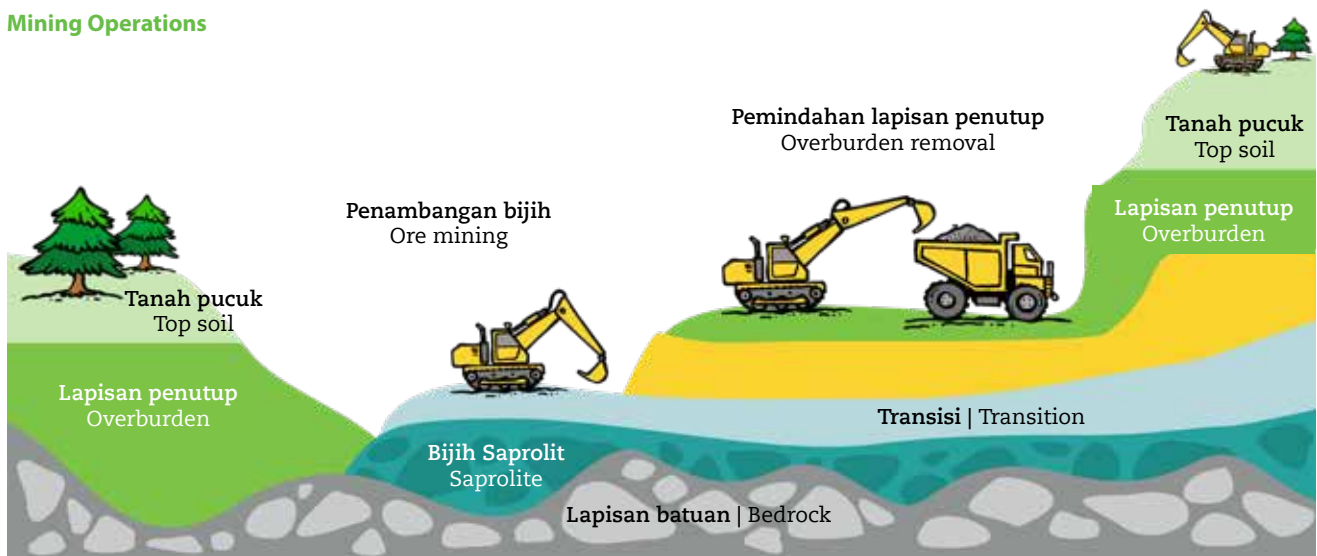 Mining Operations
Pemindahan lapisan penutup
Overburden removal
Tanah pucuk
Top soil
Penambangan bijih
Ore mining
Lapisan penutup
Overburden
Tanah pucuk
Top soil
Lapisan penutup
Overburden
Transisi | Transition
Bijih Saprolit
Saprolite
Lapisan batuan | Bedrock